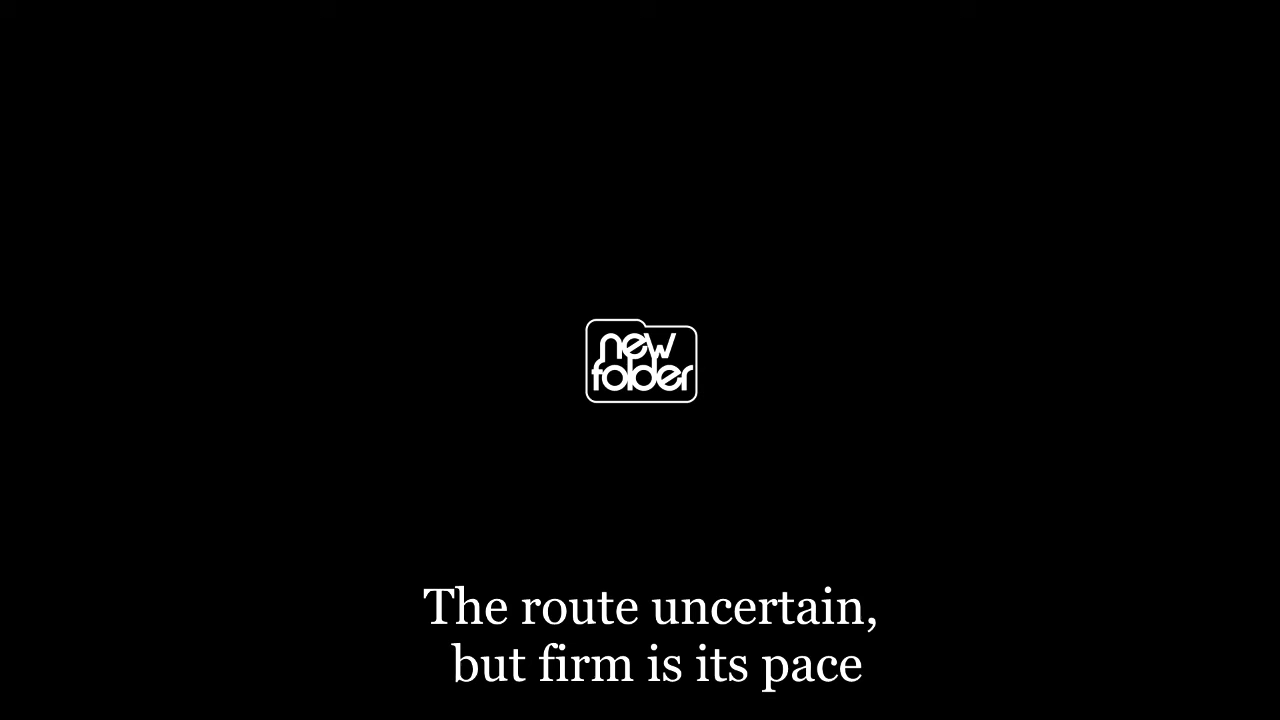 new
folder
The route uncertain,
but firm is its pace